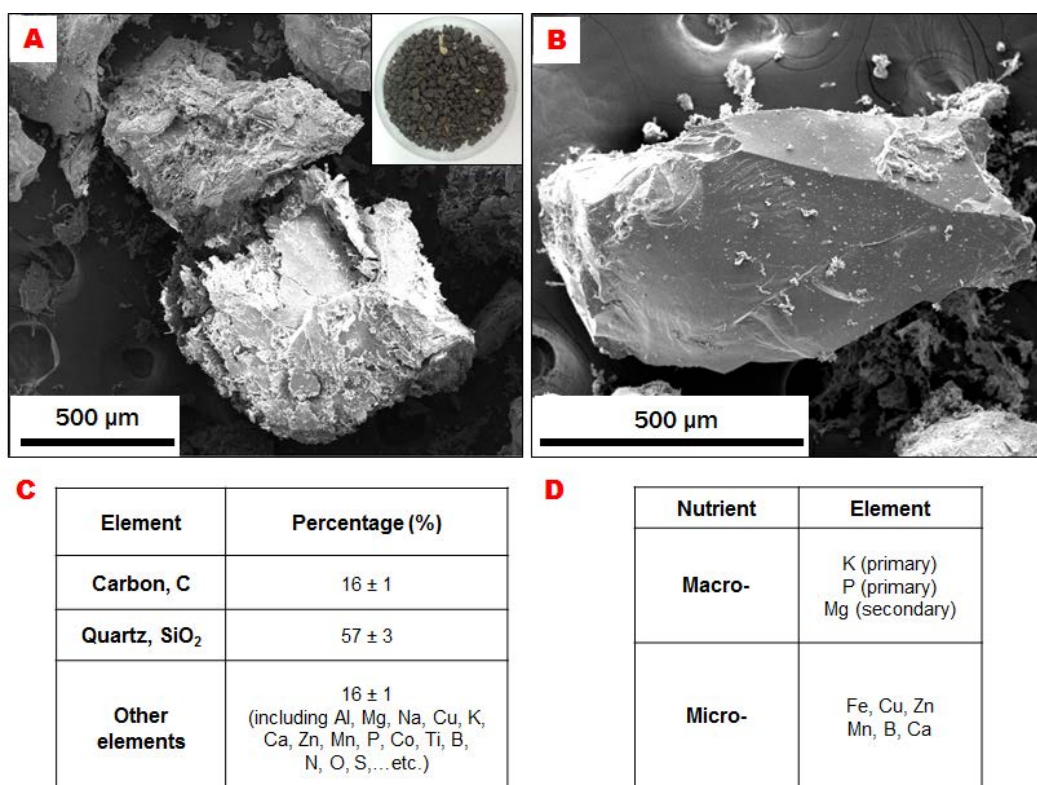 A
B
500 µm
500 µm
C
Element
Percentage (%)
Carbon, C
16 ± 1
Quartz, SiO₂
57 ± 3
Other
elements
16 ± 1
(including Al, Mg, Na, Cu, K,
Ca, Zn, Mn, P, Co, Ti, B,
N, O, S,…etc.)
D
Nutrient
Element
Macro-
K (primary)
P (primary)
Mg (secondary)
Micro-
Fe, Cu, Zn
Mn, B, Ca